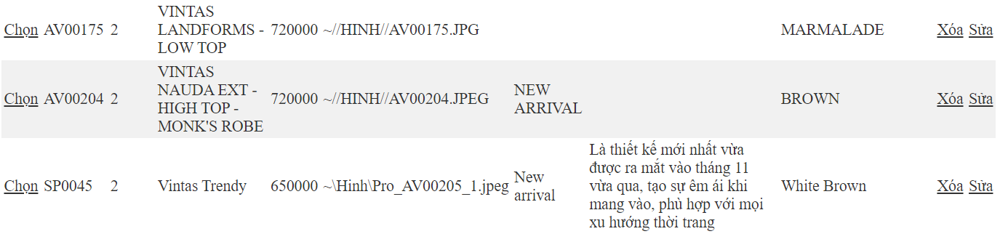 VINTAS
Chọn AV00175 2 LANDFORMS - 720000 ~//HINH//AV00175.JPG MARMALADE Xóa Sửa
LOW TOP
VINTAS
NAUDA EXT - NEW
Chọn AV00204 2 HIGH TOP - 720000 ~//HINH//AV00204.JPEG ARRIVAL BROWN Xóa Sửa
MONK'S ROBE
Là thiết kế mới nhất vừa
được ra mắt vào tháng 11
Chọn SP0045 2 Vintas Trendy 650000 ~\Hinh\Pro_AV00205_1.jpeg New arrival vừa qua, tạo sự êm ái khi White Brown Xóa Sửa
mang vào, phù hợp với mọi
xu hướng thời trang